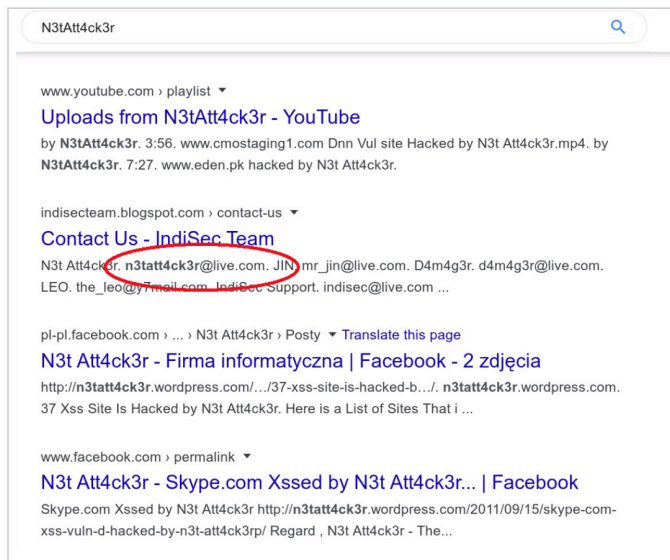 N3tAtt4ck3r
www.youtube.com › playlist
Uploads from N3tAtt4ck3r - YouTube
by N3tAtt4ck3r. 3:56. www.cmostaging1.com Dnn Vul site Hacked by N3t Att4ck3r.mp4. by
N3tAtt4ck3r. 7:27. www.eden.pk hacked by N3t Att4ck3r.
indisecteam.blogspot.com › contact-us
Contact Us - IndiSec Team
N3t Att4ck3r. n3tatt4ck3r@live.com. JIN. mr_jin@live.com. D4m4g3r. d4m4g3r@live.com.
LEO. the_leo@y7mail.com. IndiSec Support. indisec@live.com ...
pl-pl.facebook.com › ... › N3t Att4ck3r › Posty Translate this page
N3t Att4ck3r - Firma informatyczna | Facebook - 2 zdjęcia
http://n3tatt4ck3r.wordpress.com/…/37-xss-site-is-hacked-b…/. n3tatt4ck3r.wordpress.com.
37 Xss Site Is Hacked by N3t Att4ck3r. Here is a List of Sites That i ...
www.facebook.com › permalink
N3t Att4ck3r - Skype.com Xssed by N3t Att4ck3r... | Facebook
Skype.com Xssed by N3t Att4ck3r http://n3tatt4ck3r.wordpress.com/2011/09/15/skype-com-
xss-vuln-d-hacked-by-n3t-att4ck3rp/ Regard , N3t Att4ck3r - The...